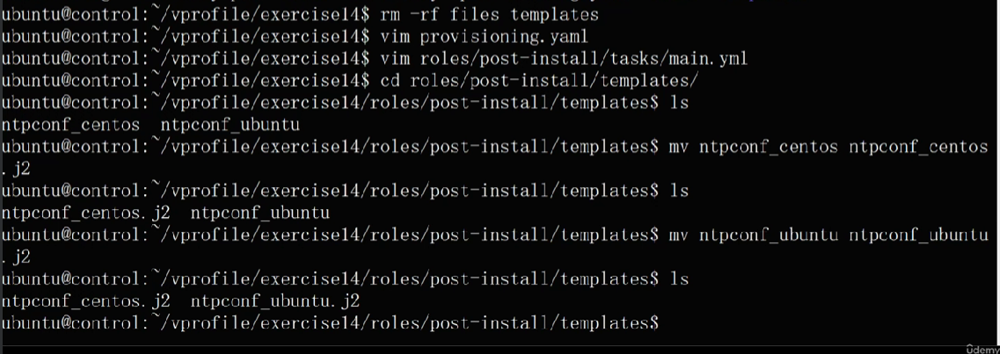 ubuntu@control:~/vprofile/exercise14$ rm -rf files templates
ubuntu@control:~/vprofile/exercise14$ vim provisioning.yaml
ubuntu@control:~/vprofile/exercise14$ vim roles/post-install/tasks/main.yml
ubuntu@control:~/vprofile/exercise14$ cd roles/post-install/templates/
ubuntu@control:~/vprofile/exercise14/roles/post-install/templates$ ls
ntpconf_centos  ntpconf_ubuntu
ubuntu@control:~/vprofile/exercise14/roles/post-install/templates$ mv ntpconf_centos ntpconf_centos
.j2
ubuntu@control:~/vprofile/exercise14/roles/post-install/templates$ ls
ntpconf_centos.j2  ntpconf_ubuntu
ubuntu@control:~/vprofile/exercise14/roles/post-install/templates$ mv ntpconf_ubuntu ntpconf_ubuntu
.j2
ubuntu@control:~/vprofile/exercise14/roles/post-install/templates$ ls
ntpconf_centos.j2  ntpconf_ubuntu.j2
ubuntu@control:~/vprofile/exercise14/roles/post-install/templates$